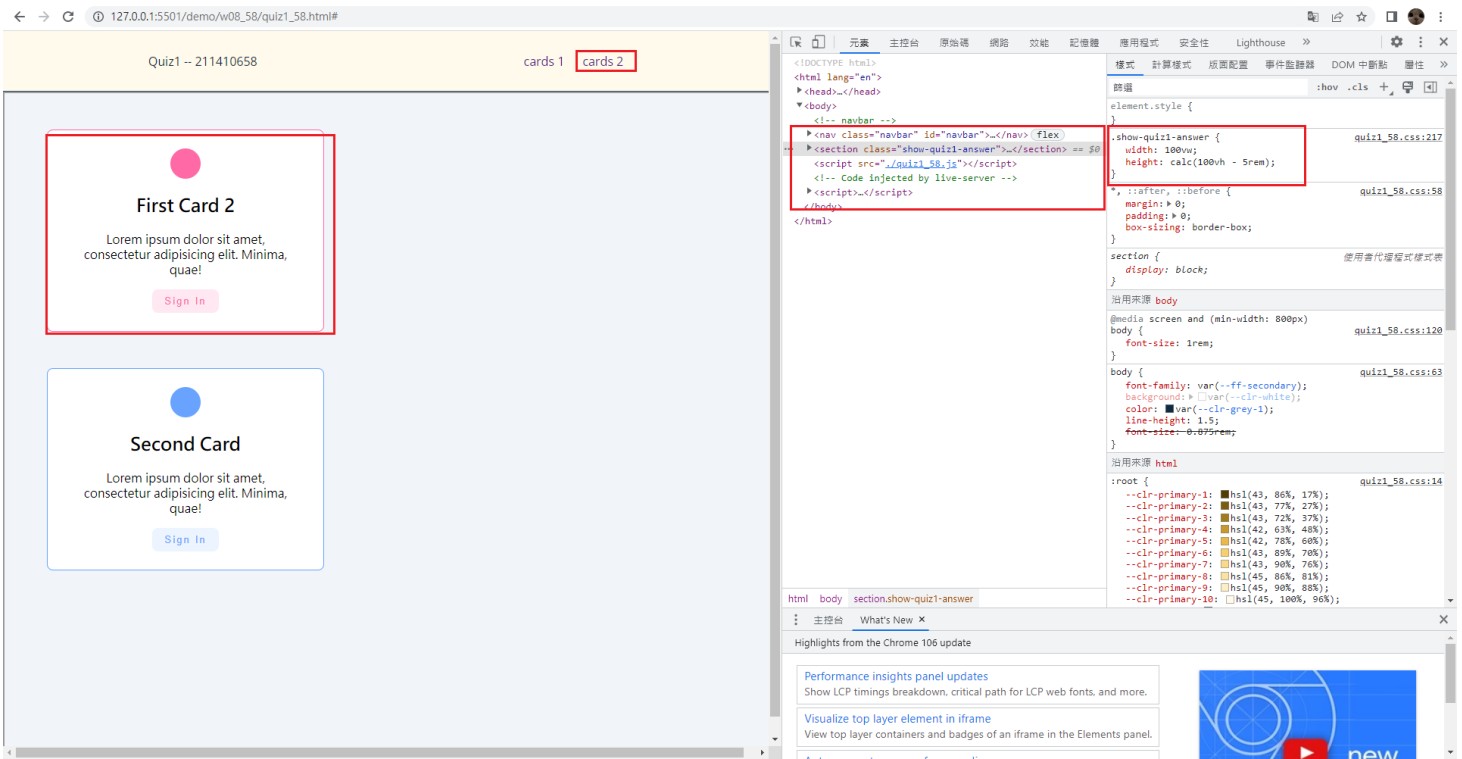 127.0.0.1:5501/demo/w08_58/quiz1_58.html#
Quiz1 -- 211410658
cards 1
cards 2
First Card 2
Lorem ipsum dolor sit amet,
consectetur adipisicing elit. Minima,
quae!
Sign In
Second Card
Lorem ipsum dolor sit amet,
consectetur adipisicing elit. Minima,
quae!
Sign In
元素 主控台 原始碼 網路 效能 記憶體 應用程式 安全性 Lighthouse »
<!DOCTYPE html>
<html lang="en">
<head>…</head>
<body>
<!-- navbar -->
<nav class="navbar" id="navbar">…</nav> flex
<section class="show-quiz1-answer">…</section> == $0
<script src="./quiz1_58.js"></script>
<!-- Code injected by live-server -->
<script>…</script>
</body>
</html>
html body section.show-quiz1-answer
樣式 計算樣式 版面配置 事件監聽器 DOM 中斷點 屬性 »
篩選 :hov .cls +
element.style {
}
.show-quiz1-answer { quiz1_58.css:217
width: 100vw;
height: calc(100vh - 5rem);
}
*, ::after, ::before { quiz1_58.css:58
margin: 0;
padding: 0;
box-sizing: border-box;
}
section { 使用者代理程式樣式表
display: block;
}
沿用來源 body
@media screen and (min-width: 800px)
body { quiz1_58.css:120
font-size: 1rem;
}
body { quiz1_58.css:63
font-family: var(--ff-secondary);
background: var(--clr-white);
color: var(--clr-grey-1);
line-height: 1.5;
font-size: 0.875rem;
}
沿用來源 html
:root { quiz1_58.css:14
--clr-primary-1: hsl(43, 86%, 17%);
--clr-primary-2: hsl(43, 77%, 27%);
--clr-primary-3: hsl(43, 72%, 37%);
--clr-primary-4: hsl(42, 63%, 48%);
--clr-primary-5: hsl(42, 78%, 60%);
--clr-primary-6: hsl(43, 89%, 70%);
--clr-primary-7: hsl(43, 90%, 76%);
--clr-primary-8: hsl(45, 86%, 81%);
--clr-primary-9: hsl(45, 90%, 88%);
--clr-primary-10: hsl(45, 100%, 96%);
主控台 What's New ×
Highlights from the Chrome 106 update
Performance insights panel updates
Show LCP timings breakdown, critical path for LCP web fonts, and more.
Visualize top layer element in iframe
View top layer containers and badges of an iframe in the Elements panel.
new